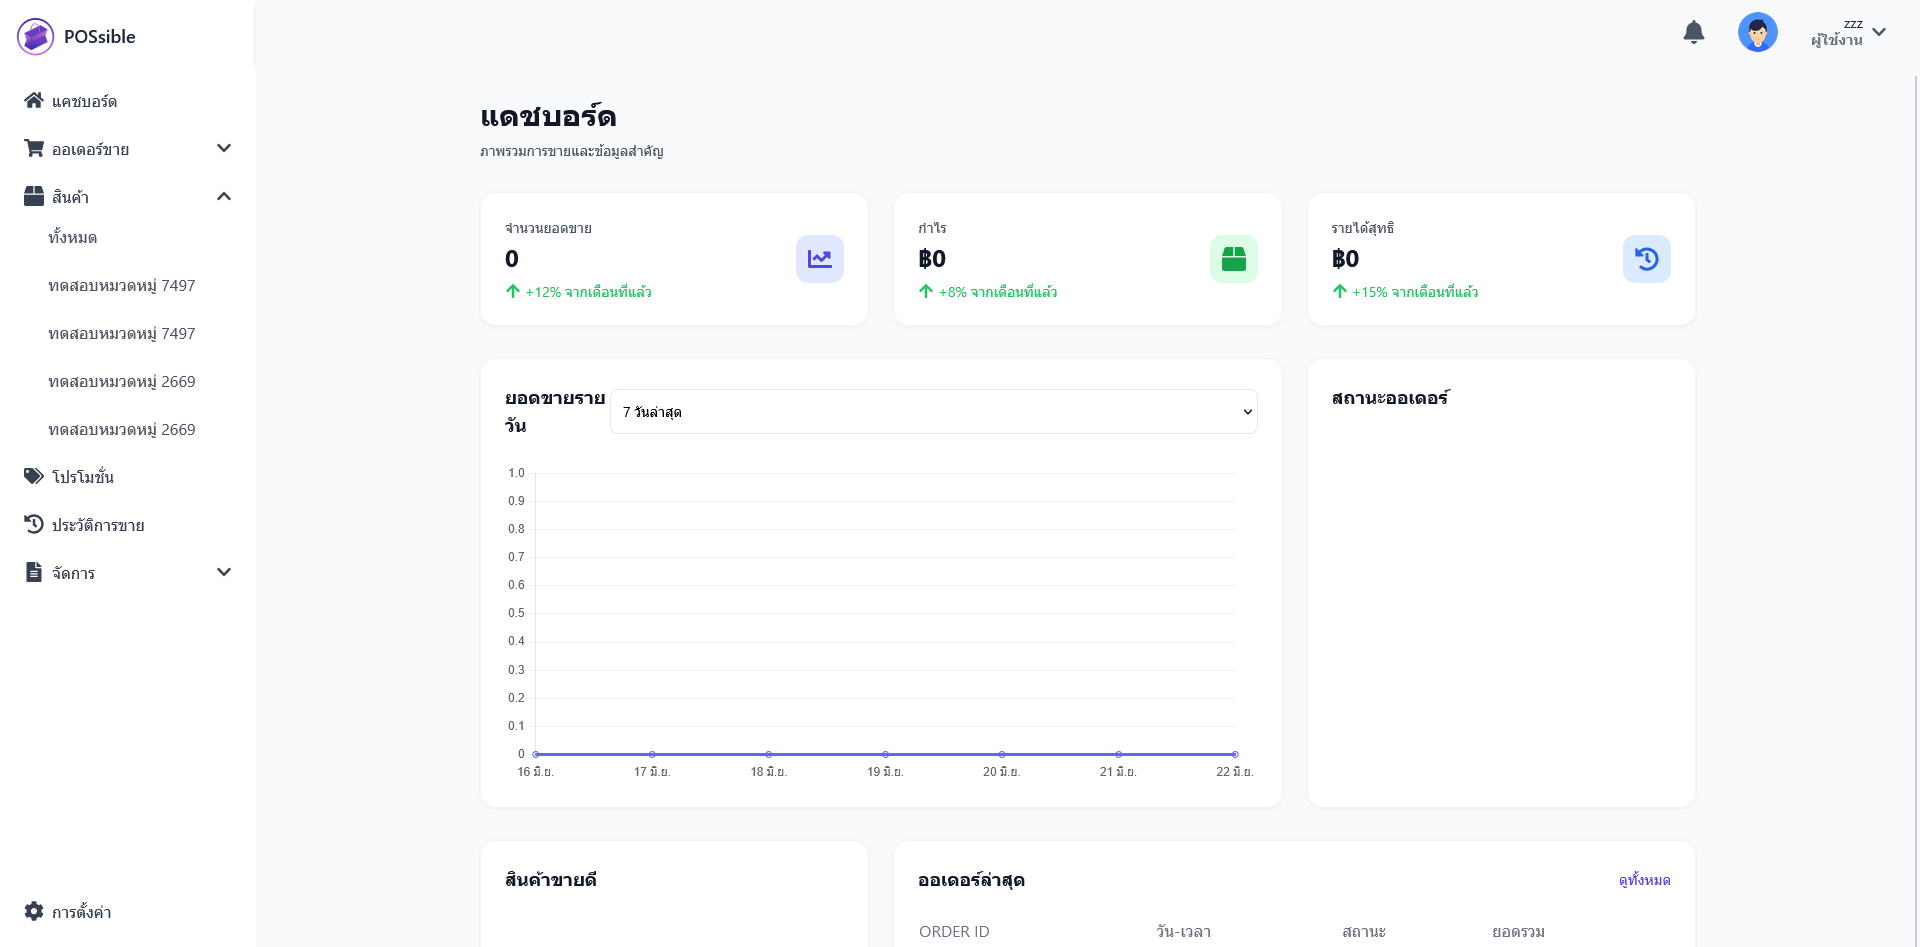 POSsible
แดชบอร์ด
ออเดอร์ขาย
สินค้า
ทั้งหมด
ทดสอบหมวดหมู่ 7497
ทดสอบหมวดหมู่ 7497
ทดสอบหมวดหมู่ 2669
ทดสอบหมวดหมู่ 2669
โปรโมชั่น
ประวัติการขาย
จัดการ
การตั้งค่า
zzz
ผู้ใช้งาน
แดชบอร์ด
ภาพรวมการขายและข้อมูลสำคัญ
จำนวนยอดขาย
0
+12% จากเดือนที่แล้ว
กำไร
฿0
+8% จากเดือนที่แล้ว
รายได้สุทธิ
฿0
+15% จากเดือนที่แล้ว
ยอดขายราย
วัน
7 วันล่าสุด
1.0
0.9
0.8
0.7
0.6
0.5
0.4
0.3
0.2
0.1
0
16 มิ.ย. 17 มิ.ย. 18 มิ.ย. 19 มิ.ย. 20 มิ.ย. 21 มิ.ย. 22 มิ.ย.
สถานะออเดอร์
สินค้าขายดี
ออเดอร์ล่าสุด
ดูทั้งหมด
ORDER ID วัน-เวลา สถานะ ยอดรวม